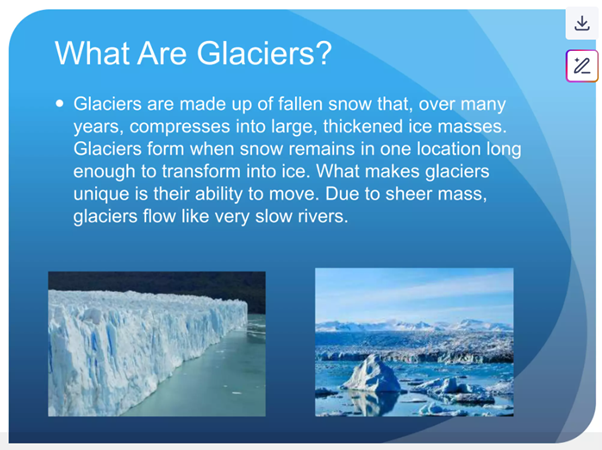 What Are Glaciers?
• Glaciers are made up of fallen snow that, over many
years, compresses into large, thickened ice masses.
Glaciers form when snow remains in one location long
enough to transform into ice. What makes glaciers
unique is their ability to move. Due to sheer mass,
glaciers flow like very slow rivers.